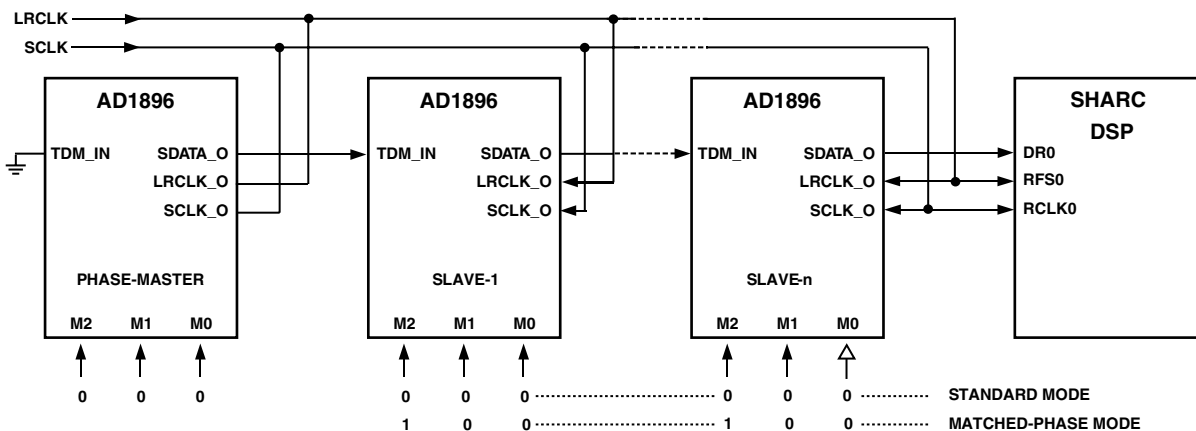 LRCLK
SCLK
AD1896 AD1896 AD1896 SHARC
DSP
TDM_IN SDATA_O TDM_IN SDATA_O TDM_IN SDATA_O DR0
LRCLK_O LRCLK_O LRCLK_O RFS0
SCLK_O SCLK_O SCLK_O RCLK0
PHASE-MASTER SLAVE-1 SLAVE-n
M2 M1 M0 M2 M1 M0 M2 M1 M0
0 0 0 0 0 0 0 0 0 STANDARD MODE
1 0 0 1 0 0 MATCHED-PHASE MODE